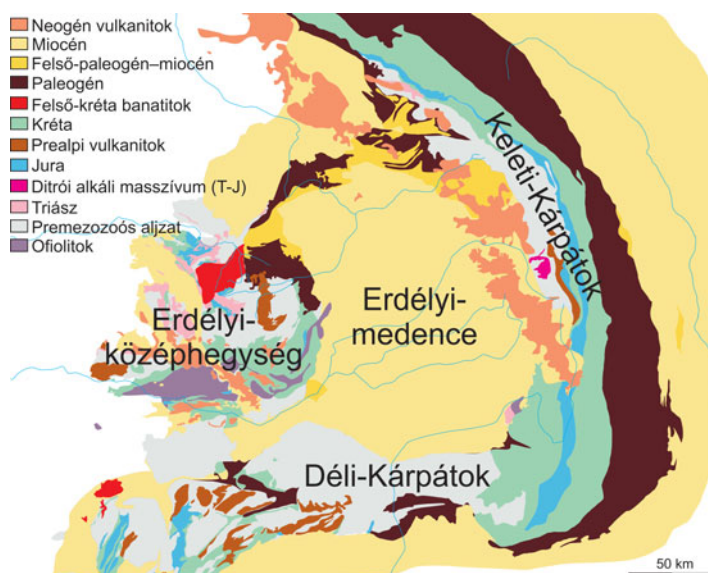 Neogén vulkanitok
Miocén
Felső-paleogén–miocén
Paleogén
Felső-kréta banatitok
Kréta
Prealpi vulkanitok
Jura
Ditrói alkáli masszívum (T-J)
Triász
Premezozoós aljzat
Ofiolitok
Keleti-Kárpátok
Erdélyi-
középhegység
Erdélyi-
medence
Déli-Kárpátok
50 km